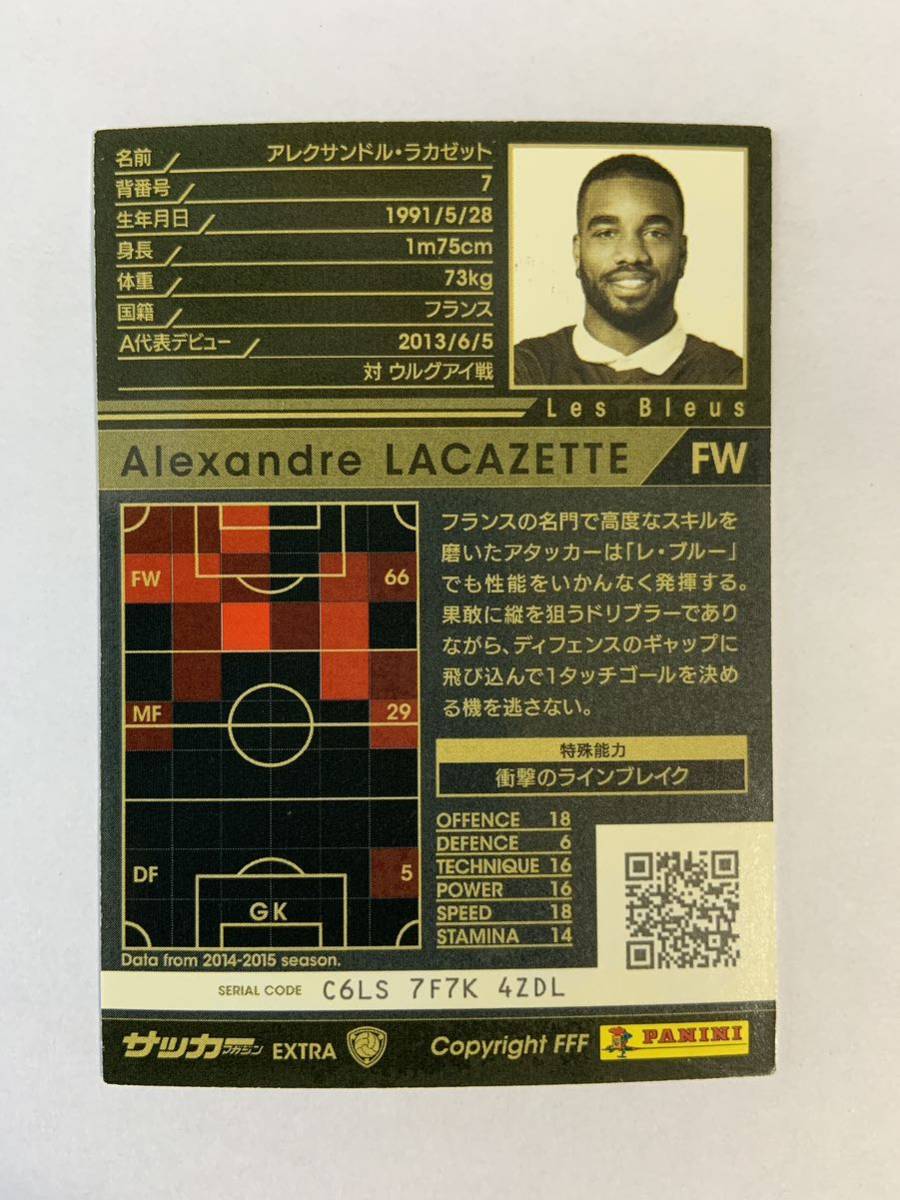 名前 アレクサンドル・ラカゼット
背番号 7
生年月日 1991/5/28
身長 1m75cm
体重 73kg
国籍 フランス
A代表デビュー 2013/6/5
対 ウルグアイ戦
Les Bleus
Alexandre LACAZETTE FW
FW 66
MF 29
DF 5
GK
Data from 2014-2015 season.
フランスの名門で高度なスキルを
磨いたアタッカーは「レ・ブルー」
でも性能をいかんなく発揮する。
果敢に縦を狙うドリブラーであり
ながら、ディフェンスのギャップに
飛び込んで1タッチゴールを決め
る機を逃さない。
特殊能力
衝撃のラインブレイク
OFFENCE 18
DEFENCE 6
TECHNIQUE 16
POWER 16
SPEED 18
STAMINA 14
SERIAL CODE C6LS 7F7K 4ZDL
サッカーマガジン EXTRA Copyright FFF PANINI